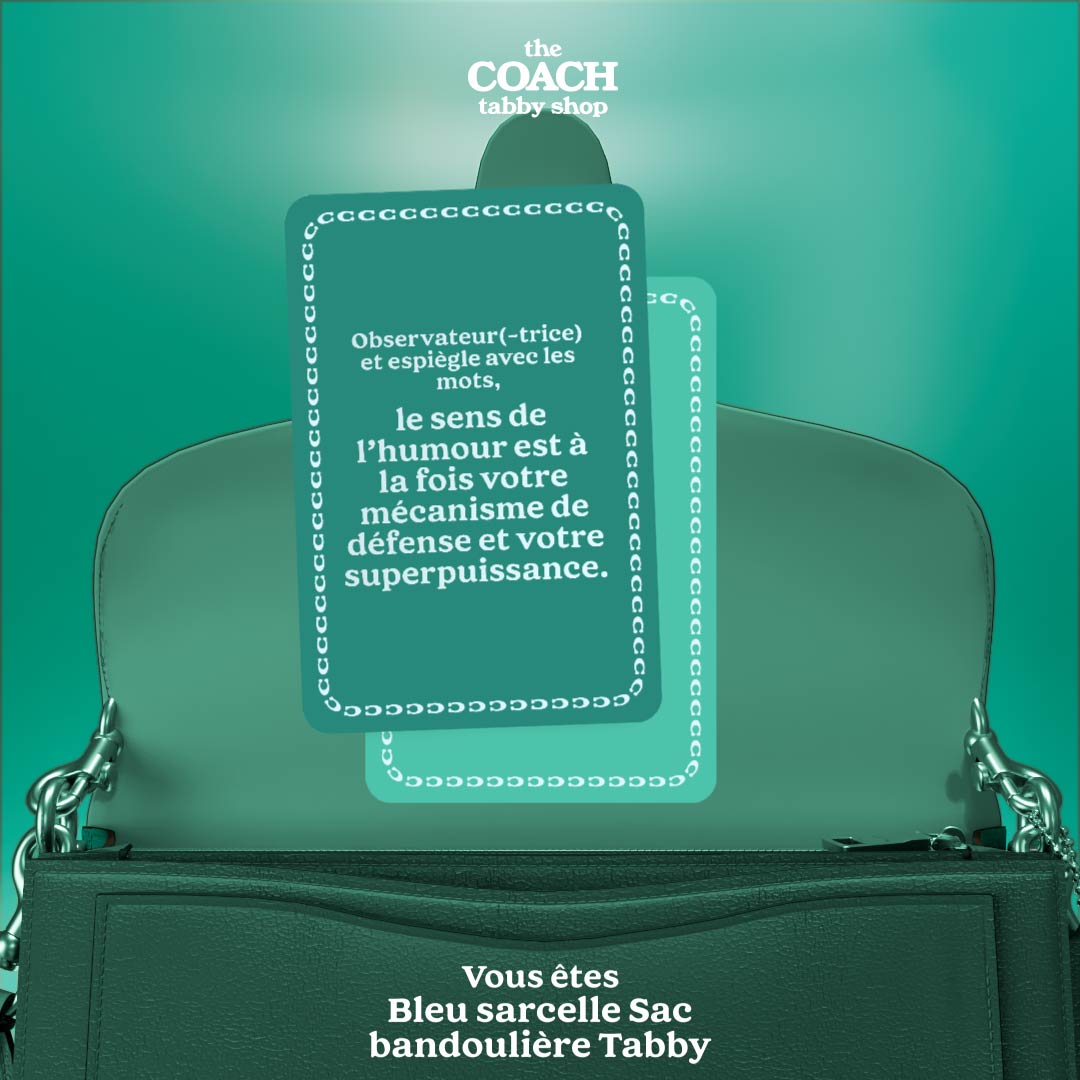 the
COACH
tabby shop
Observateur(-trice)
et espiègle avec les
mots,
le sens de
l’humour est à
la fois votre
mécanisme de
défense et votre
superpuissance.
Vous êtes
Bleu sarcelle Sac
bandoulière Tabby